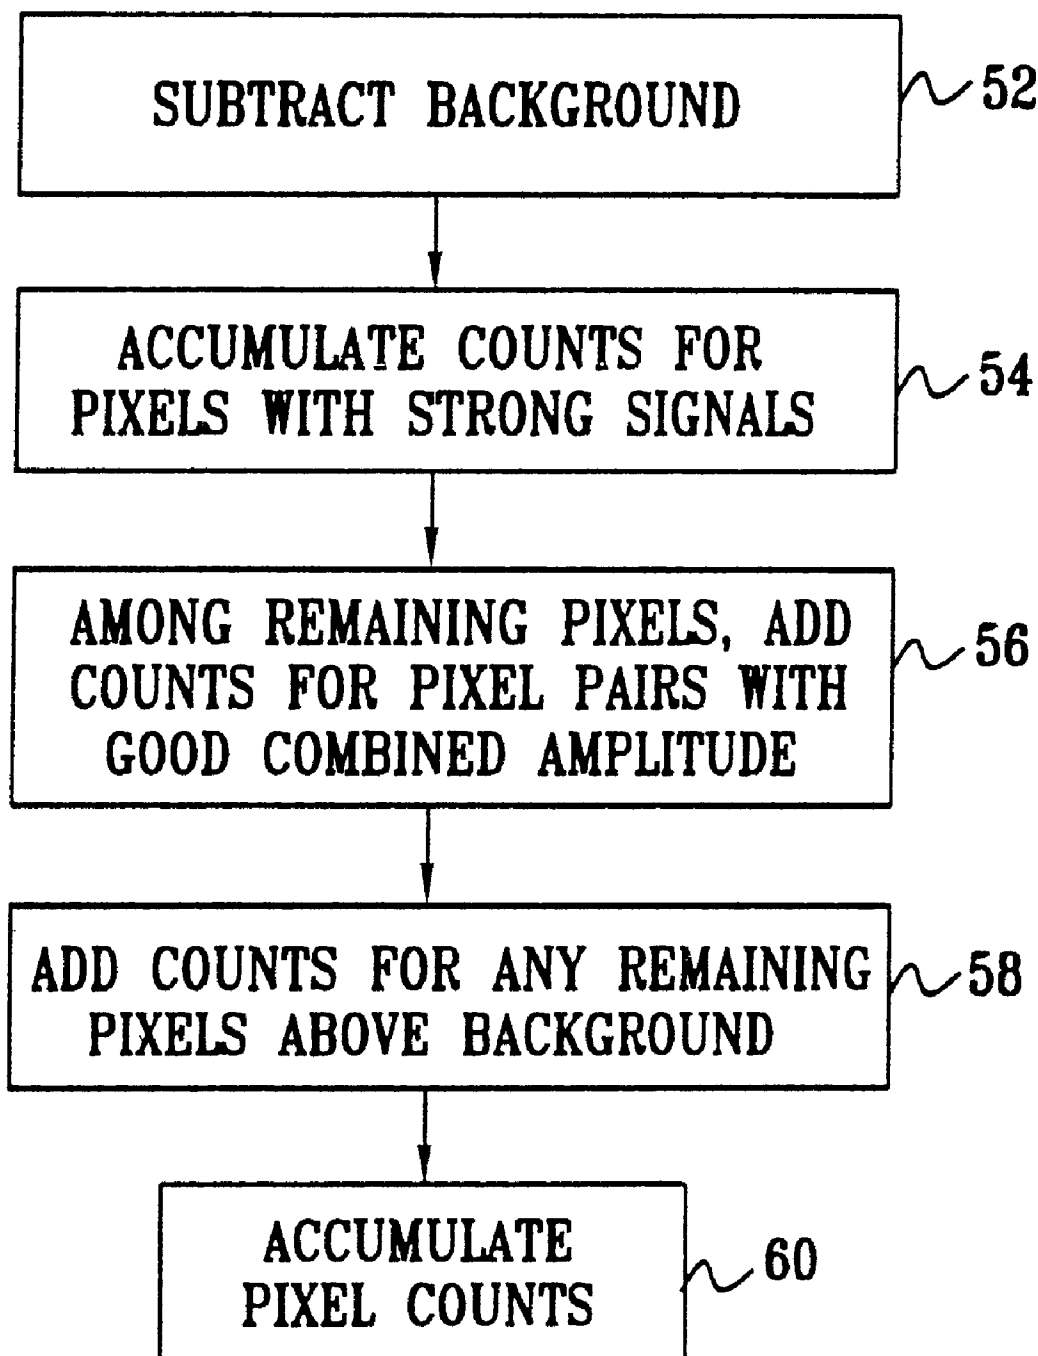 SUBTRACT BACKGROUND
52
ACCUMULATE COUNTS FOR
PIXELS WITH STRONG SIGNALS
54
AMONG REMAINING PIXELS, ADD
COUNTS FOR PIXEL PAIRS WITH
GOOD COMBINED AMPLITUDE
56
ADD COUNTS FOR ANY REMAINING
PIXELS ABOVE BACKGROUND
58
ACCUMULATE
PIXEL COUNTS
60